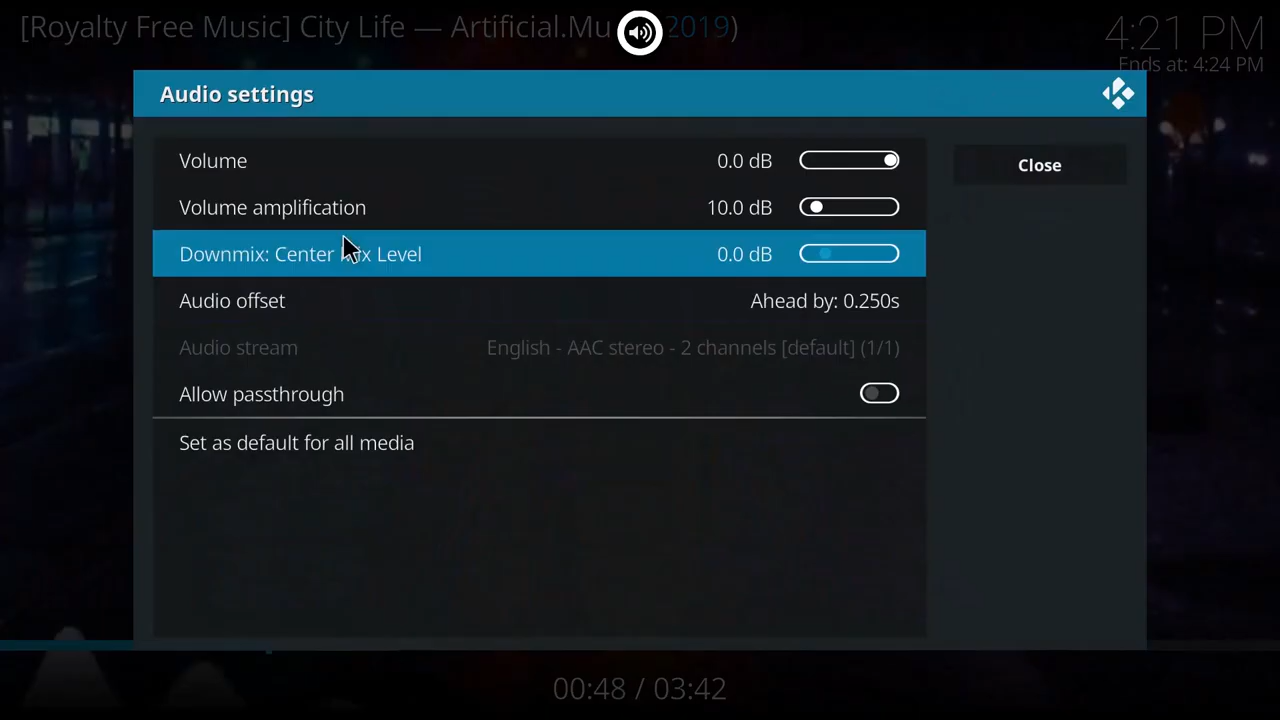 [Royalty Free Music] City Life — Artificial.Mu 2019)
4:21 PM
Ends at: 4:24 PM
Audio settings
Volume 0.0 dB
Close
Volume amplification 10.0 dB
Downmix: Center Mix Level 0.0 dB
Audio offset Ahead by: 0.250s
Audio stream English - AAC stereo - 2 channels [default] (1/1)
Allow passthrough
Set as default for all media
00:48 / 03:42